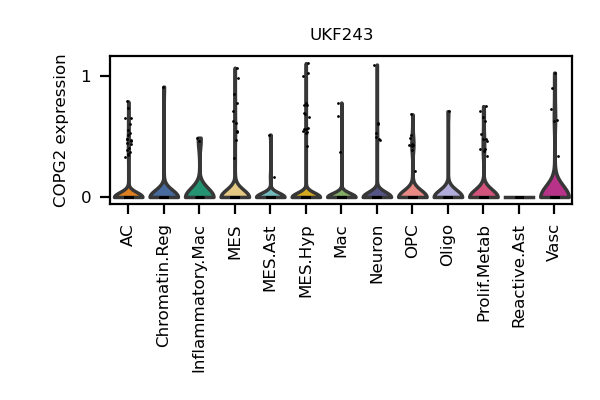 UKF243
COPG2 expression
1
0
AC
Chromatin.Reg
Inflammatory.Mac
MES
MES.Ast
MES.Hyp
Mac
Neuron
OPC
Oligo
Prolif.Metab
Reactive.Ast
Vasc